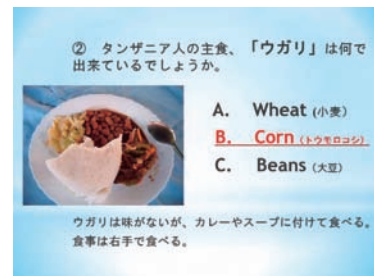 ② タンザニア人の主食、「ウガリ」は何で
出来ているでしょうか。
A. Wheat (小麦)
B. Corn (トウモロコシ)
C. Beans (大豆)
ウガリは味がないが、カレーやスープに付けて食べる。
食事は右手で食べる。